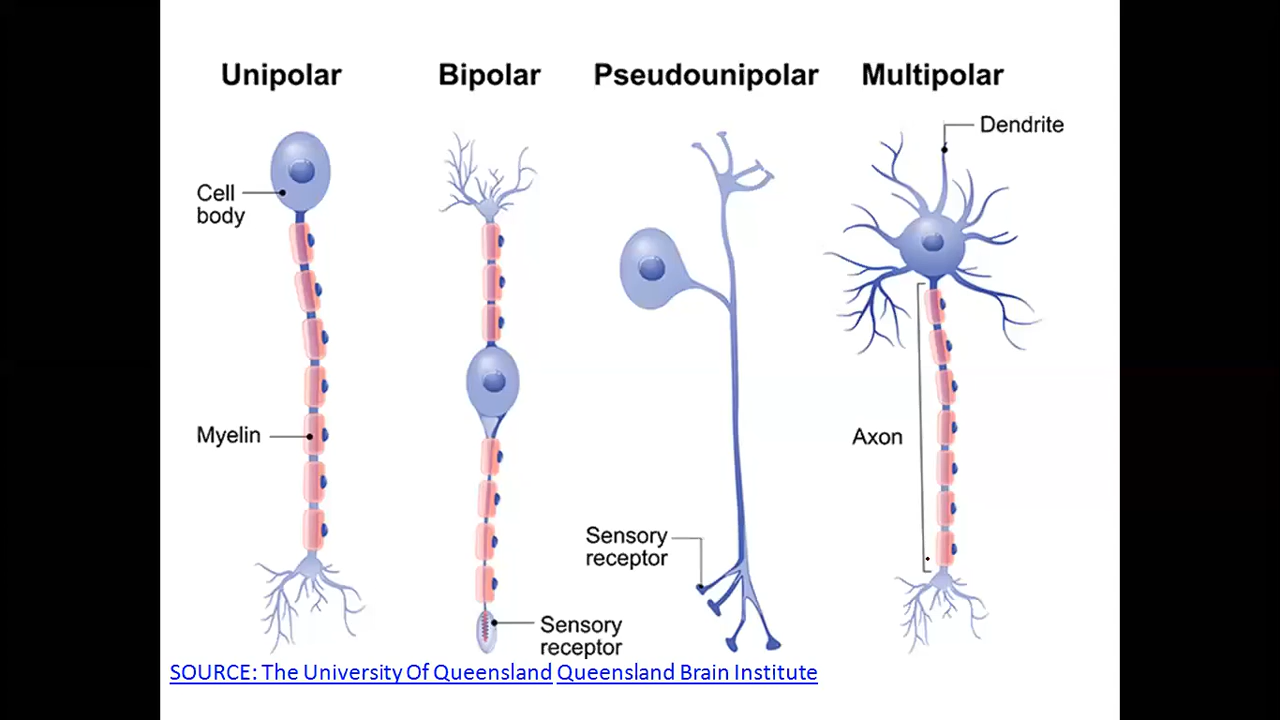 Unipolar
Bipolar
Pseudounipolar
Multipolar
Dendrite
Cell
body
Myelin
Axon
Sensory
receptor
Sensory
receptor
SOURCE: The University Of Queensland Queensland Brain Institute